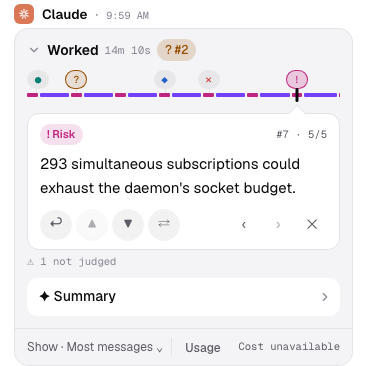 Claude · 9:59 AM
Worked 14m 10s ? #2
?
!
! Risk #7 · 5/5
293 simultaneous subscriptions could
exhaust the daemon's socket budget.
⚠ 1 not judged
Summary
Show · Most messages Usage Cost unavailable